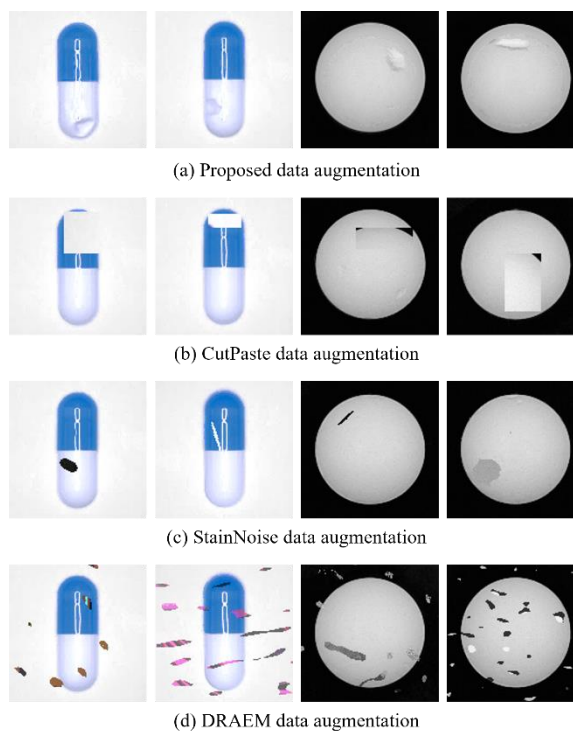 (a) Proposed data augmentation
(b) CutPaste data augmentation
(c) StainNoise data augmentation
(d) DRAEM data augmentation